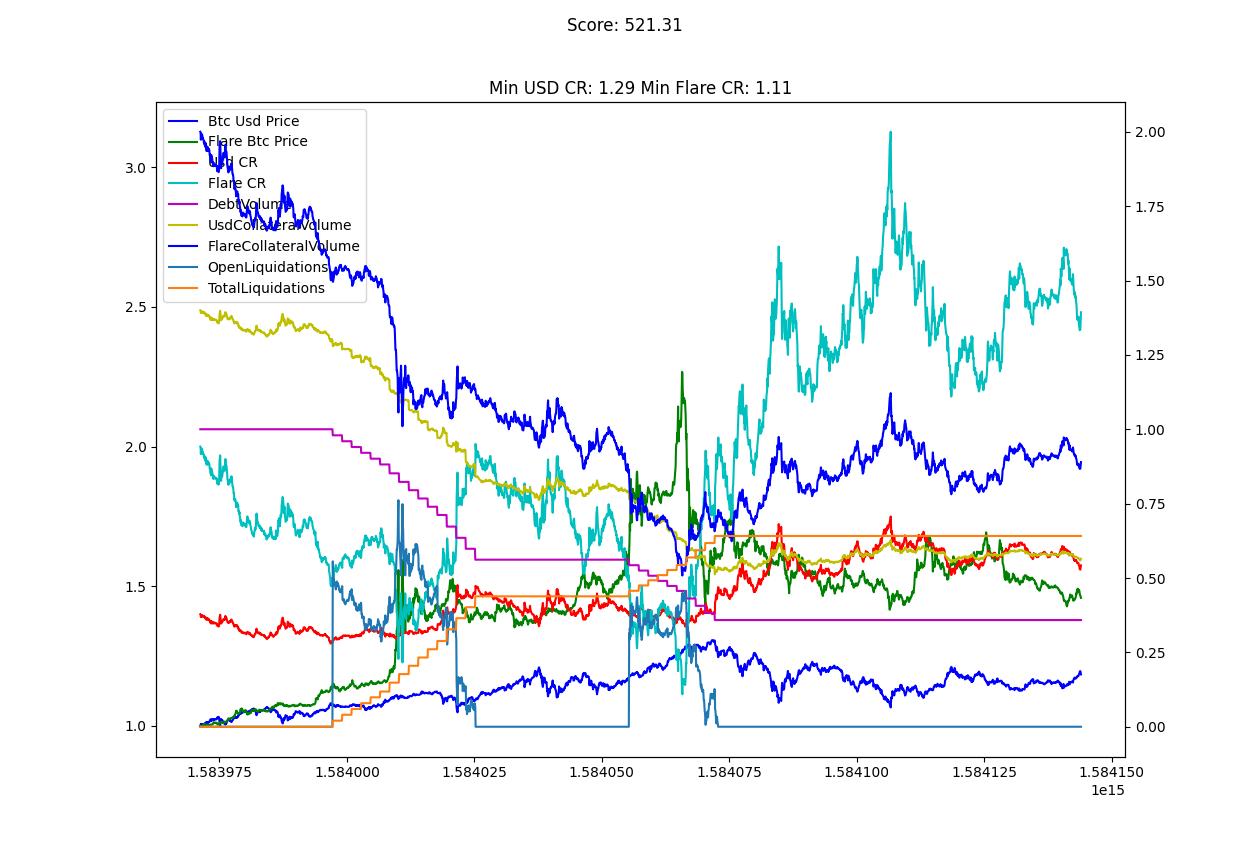 Score: 521.31
Min USD CR: 1.29 Min Flare CR: 1.11
Btc Usd Price
Flare Btc Price
Usd CR
Flare CR
DebtVolume
UsdCollateralVolume
FlareCollateralVolume
OpenLiquidations
TotalLiquidations
3.0
2.5
2.0
1.5
1.0
2.00
1.75
1.50
1.25
1.00
0.75
0.50
0.25
0.00
1.583975 1.584000 1.584025 1.584050 1.584075 1.584100 1.584125 1.584150
1e15